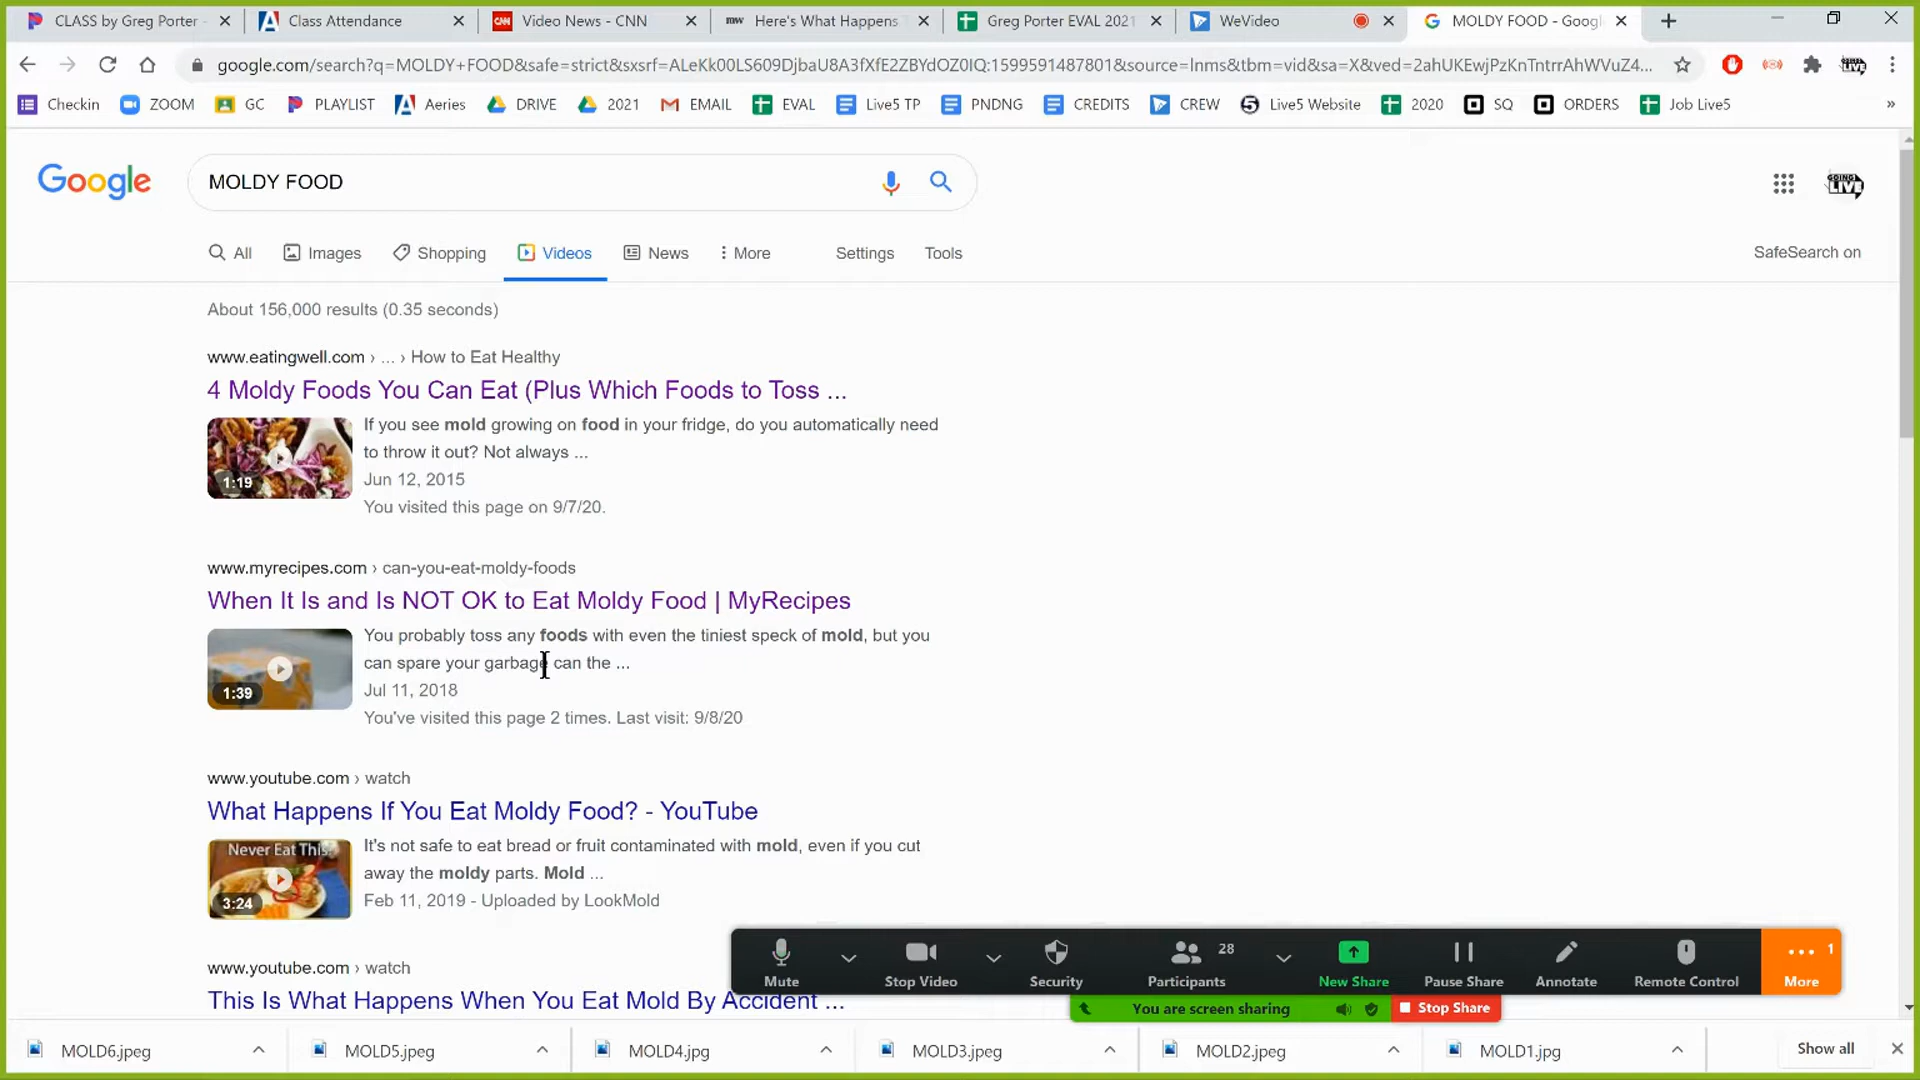 CLASS by Greg Porter
Class Attendance
Video News - CNN
Here's What Happens
Greg Porter EVAL 2021
WeVideo
MOLDY FOOD - Googl
google.com/search?q=MOLDY+FOOD&safe=strict&sxsrf=ALeKk00LS609DjbaU8A3fXfE2ZBYdOZ0IQ:1599591487801&source=lnms&tbm=vid&sa=X&ved=2ahUKEwjPzKnTntrrAhWVuZ4...
Checkin ZOOM GC PLAYLIST Aeries DRIVE 2021 EMAIL EVAL Live5 TP PNDNG CREDITS CREW Live5 Website 2020 SQ ORDERS Job Live5 »
Google MOLDY FOOD GOING LIVE
All Images Shopping Videos News More Settings Tools SafeSearch on
About 156,000 results (0.35 seconds)
www.eatingwell.com › ... › How to Eat Healthy
4 Moldy Foods You Can Eat (Plus Which Foods to Toss ...
If you see mold growing on food in your fridge, do you automatically need
to throw it out? Not always ...
1:19
Jun 12, 2015
You visited this page on 9/7/20.
www.myrecipes.com › can-you-eat-moldy-foods
When It Is and Is NOT OK to Eat Moldy Food | MyRecipes
You probably toss any foods with even the tiniest speck of mold, but you
can spare your garbage can the ...
1:39
Jul 11, 2018
You've visited this page 2 times. Last visit: 9/8/20
www.youtube.com › watch
What Happens If You Eat Moldy Food? - YouTube
Never Eat This
It's not safe to eat bread or fruit contaminated with mold, even if you cut
away the moldy parts. Mold ...
3:24
Feb 11, 2019 - Uploaded by LookMold
www.youtube.com › watch
This Is What Happens When You Eat Mold By Accident ...
28
1
Mute Stop Video Security Participants New Share Pause Share Annotate Remote Control More
You are screen sharing Stop Share
MOLD6.jpeg MOLD5.jpeg MOLD4.jpg MOLD3.jpeg MOLD2.jpeg MOLD1.jpg Show all